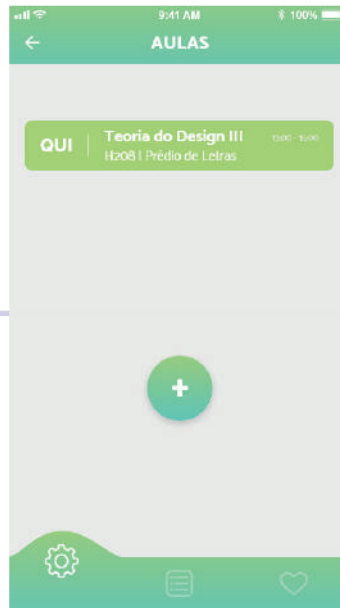 9:41 AM
100%
AULAS
QUI
Teoria do Design III
H208 | Prédio de Letras